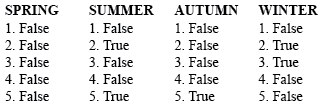 SPRING SUMMER AUTUMN WINTER
1. False 1. False 1. False 1. False
2. False 2. True 2. False 2. True
3. False 3. False 3. False 3. True
4. False 4. False 4. False 4. False
5. False 5. True 5. True 5. False